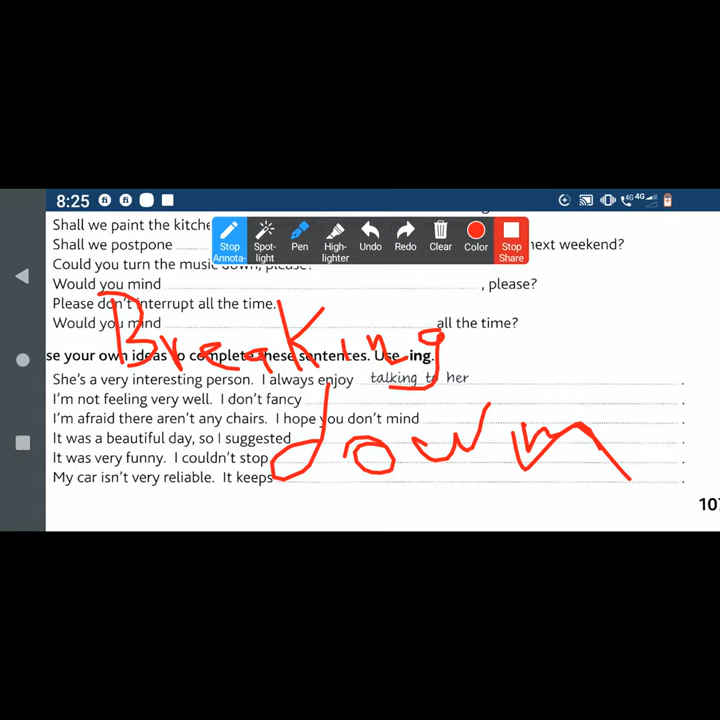 8:25
4G 4G
Shall we paint the kitche
Shall we postpone ........ next weekend?
Could you turn the music down, please?
Would you mind ........ , please?
Please don't interrupt all the time.
Would you mind ........ all the time?
Stop Annota-
Spot-light
Pen
High-lighter
Undo
Redo
Clear
Color
Stop Share
Breaking
down
se your own ideas to complete these sentences. Use -ing.
She's a very interesting person. I always enjoy talking to her .
I'm not feeling very well. I don't fancy ........ .
I'm afraid there aren't any chairs. I hope you don't mind ........ .
It was a beautiful day, so I suggested ........ .
It was very funny. I couldn't stop ........ .
My car isn't very reliable. It keeps ........ .
107